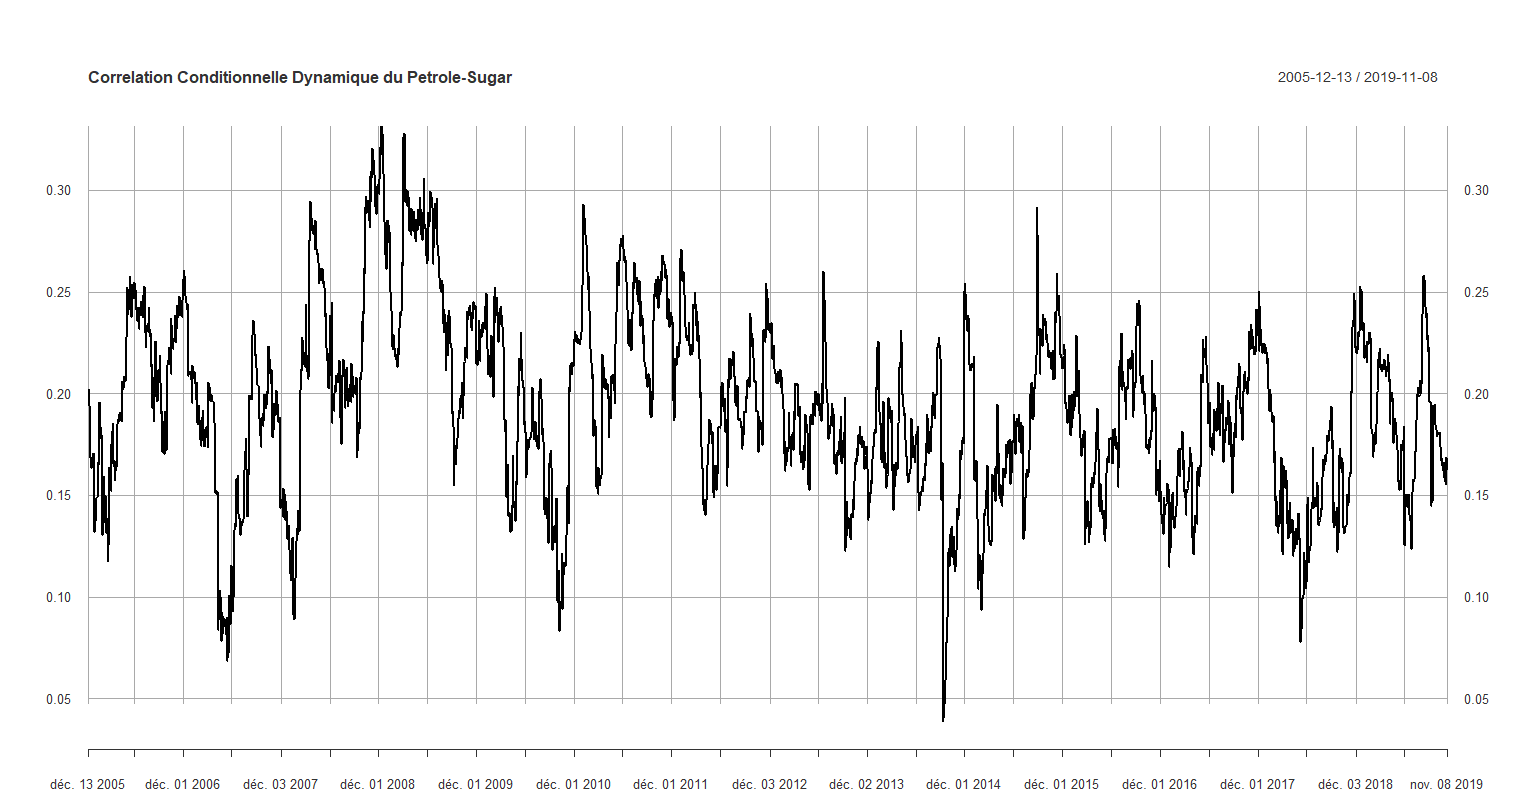 Correlation Conditionnelle Dynamique du Petrole-Sugar
2005-12-13 / 2019-11-08
0.30 0.30
0.25 0.25
0.20 0.20
0.15 0.15
0.10 0.10
0.05 0.05
déc. 13 2005 déc. 01 2006 déc. 03 2007 déc. 01 2008 déc. 01 2009 déc. 01 2010 déc. 01 2011 déc. 03 2012 déc. 02 2013 déc. 01 2014 déc. 01 2015 déc. 01 2016 déc. 01 2017 déc. 03 2018 nov. 08 2019